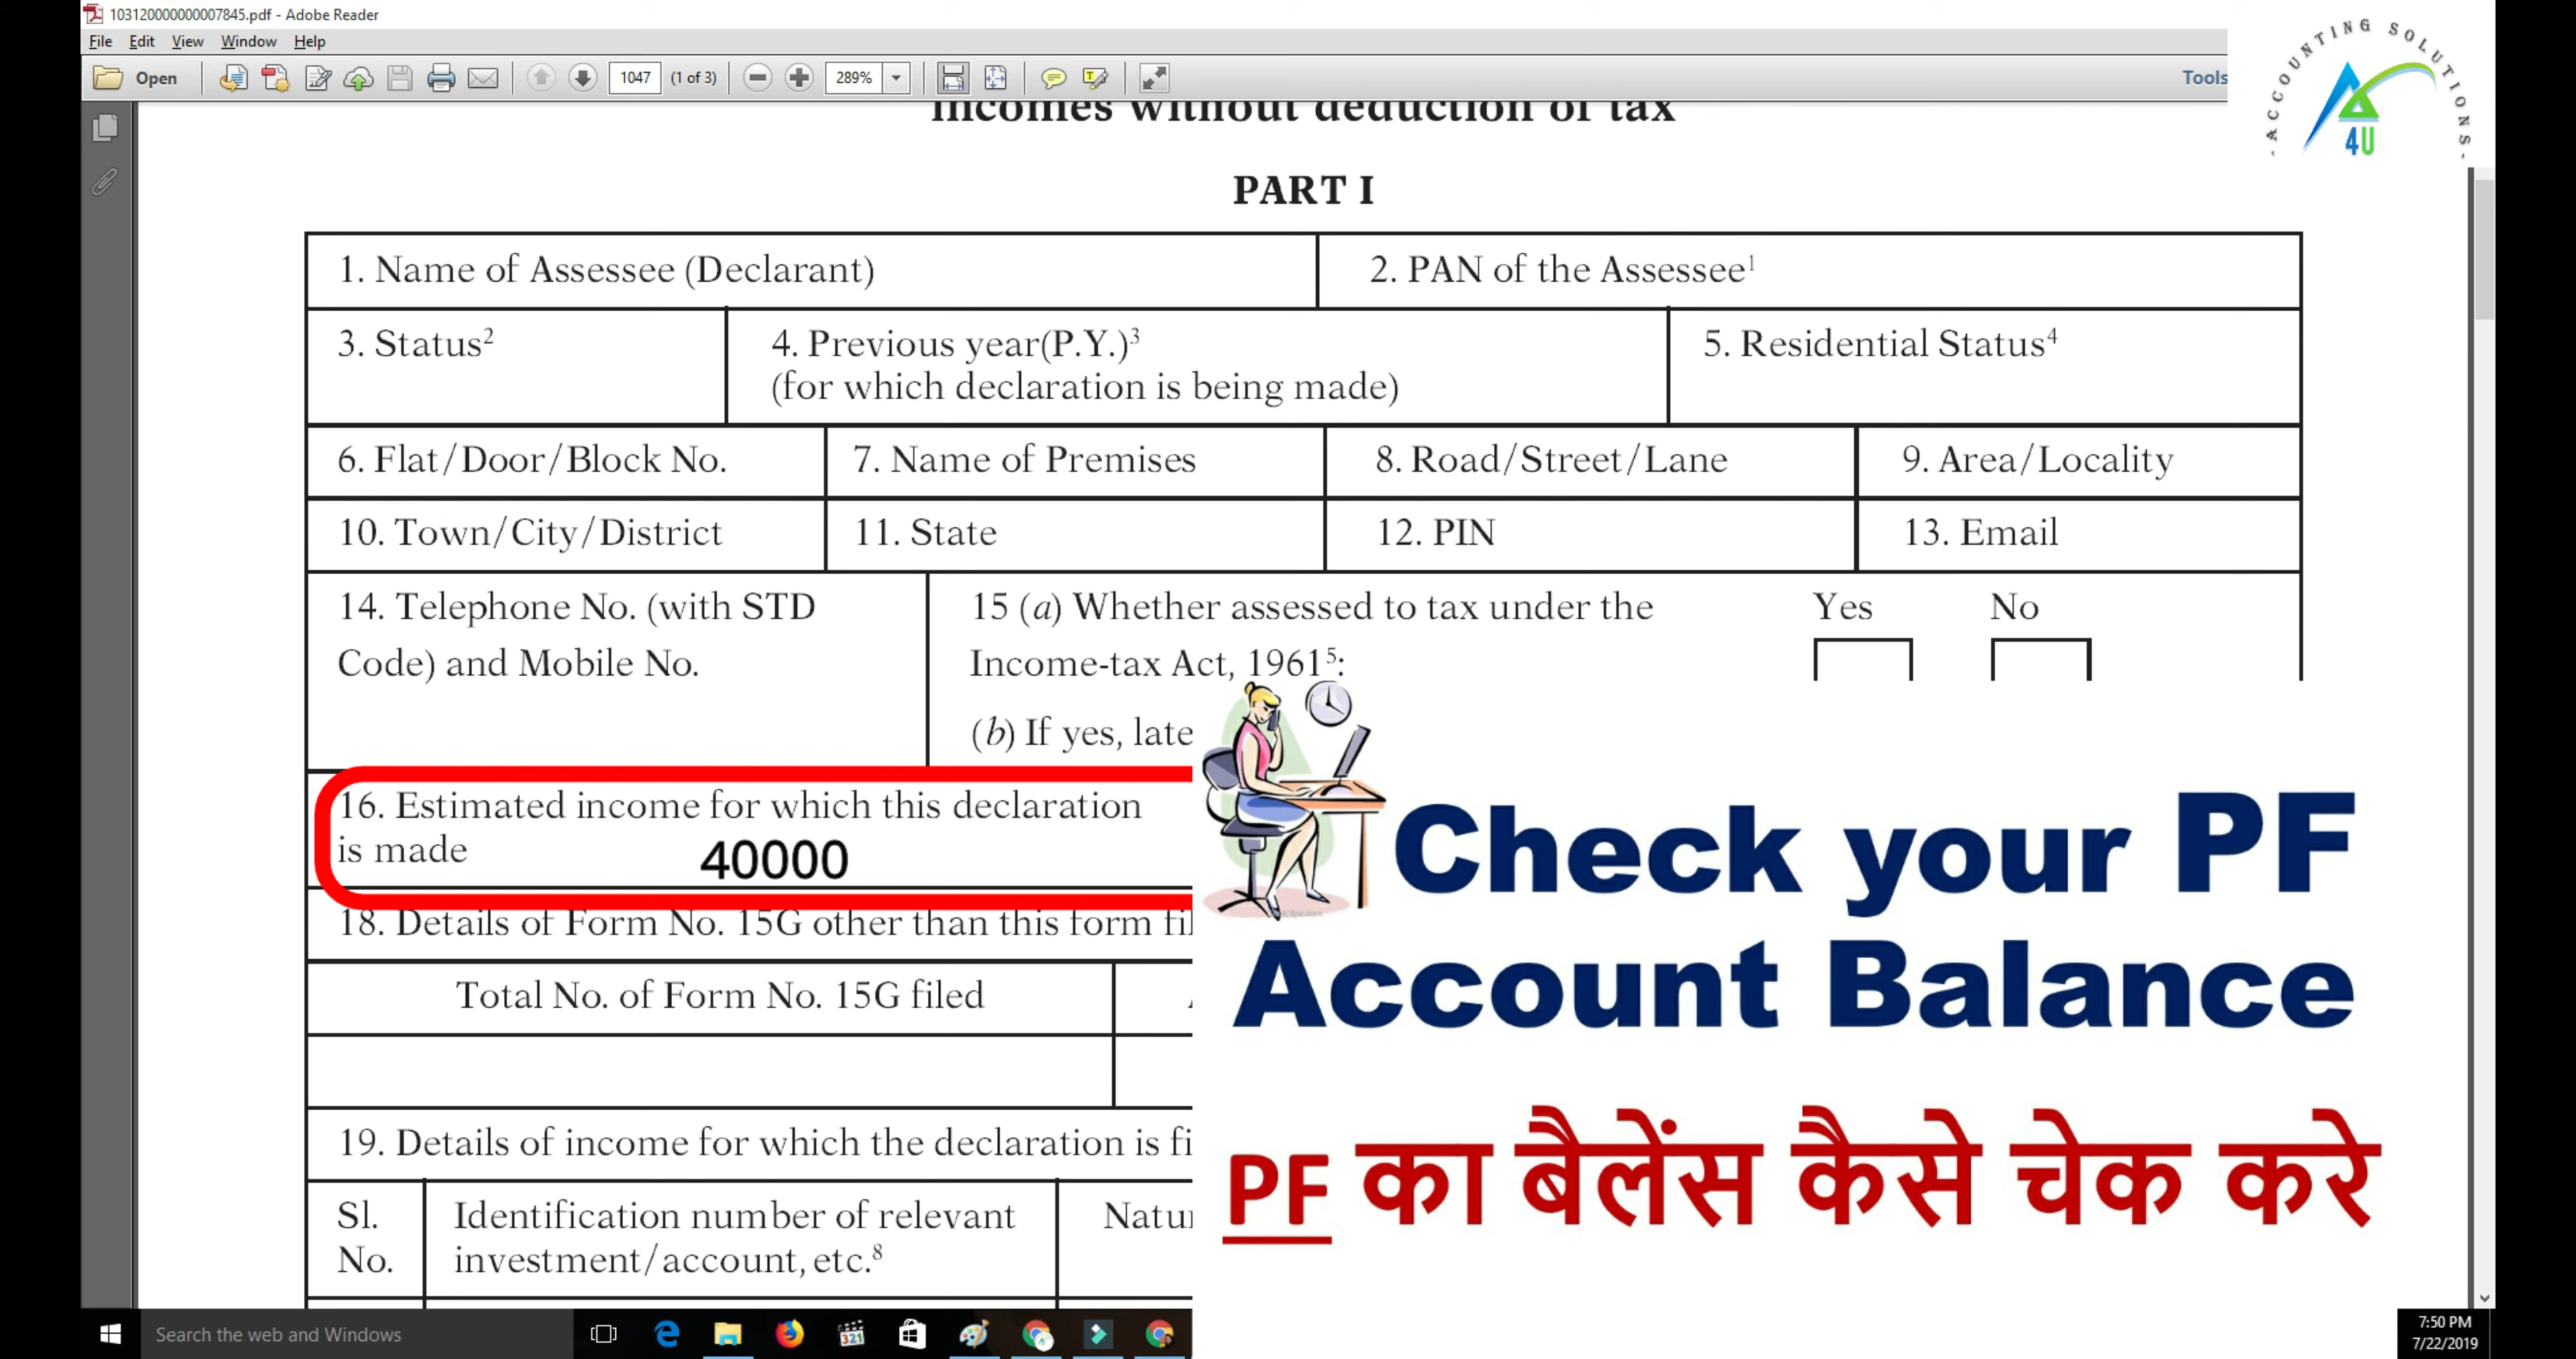 103120000000007845.pdf - Adobe Reader
File Edit View Window Help
Open 1047 (1 of 3) 289% Tools
ACCOUNTING SOLUTIONS
4U
incomes without deduction of tax
PART I
1. Name of Assessee (Declarant) 2. PAN of the Assessee¹
3. Status² 4. Previous year(P.Y.)³ 5. Residential Status⁴
(for which declaration is being made)
6. Flat/Door/Block No. 7. Name of Premises 8. Road/Street/Lane 9. Area/Locality
10. Town/City/District 11. State 12. PIN 13. Email
14. Telephone No. (with STD 15 (a) Whether assessed to tax under the Yes No
Code) and Mobile No. Income-tax Act, 1961⁵:
(b) If yes, late
16. Estimated income for which this declaration
is made 40000
18. Details of Form No. 15G other than this form fi
Total No. of Form No. 15G filed
19. Details of income for which the declaration is fi
Sl. Identification number of relevant Natu
No. investment/account, etc.⁸
Check your PF
Account Balance
PF का बैलेंस कैसे चेक करे
Search the web and Windows
321
7:50 PM
7/22/2019